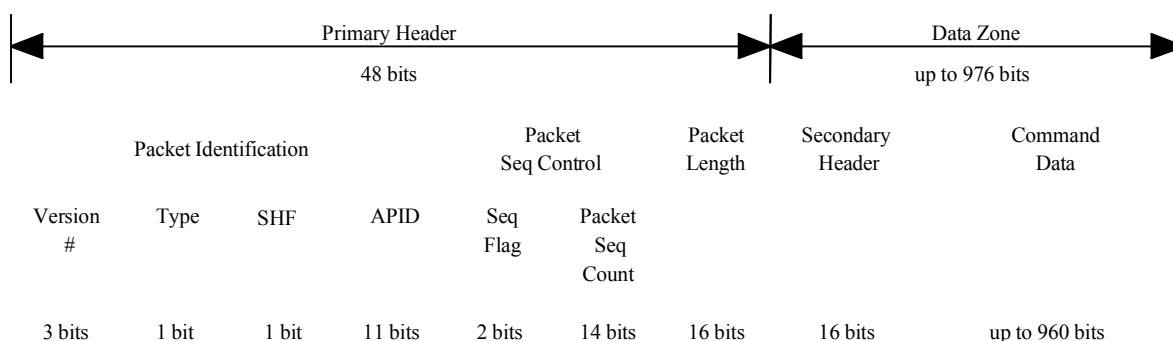 Primary Header Data Zone
48 bits up to 976 bits
Packet Identification
Packet
Seq Control
Packet
Length
Secondary
Header
Command
Data
Version
#
Type
SHF
APID
Seq
Flag
Packet
Seq
Count
3 bits 1 bit 1 bit 11 bits 2 bits 14 bits 16 bits 16 bits up to 960 bits